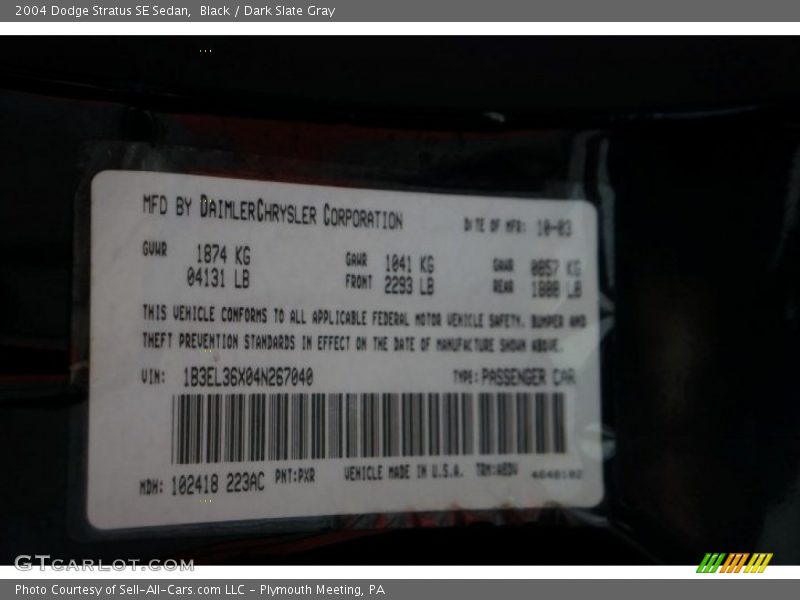 2004 Dodge Stratus SE Sedan, Black / Dark Slate Gray
MFD BY DAIMLERCHRYSLER CORPORATION DATE OF MFR: 10-03
GVWR 1874 KG GAWR 1041 KG GAWR 0857 KG
04131 LB FRONT 2293 LB REAR 1888 LB
THIS VEHICLE CONFORMS TO ALL APPLICABLE FEDERAL MOTOR VEHICLE SAFETY, BUMPER AND
THEFT PREVENTION STANDARDS IN EFFECT ON THE DATE OF MANUFACTURE SHOWN ABOVE.
VIN: 1B3EL36X04N267040 TYPE: PASSENGER CAR
MDH: 102418 223AC PNT:PXR VEHICLE MADE IN U.S.A.
GTCARLOT.COM
Photo Courtesy of Sell-All-Cars.com LLC - Plymouth Meeting, PA